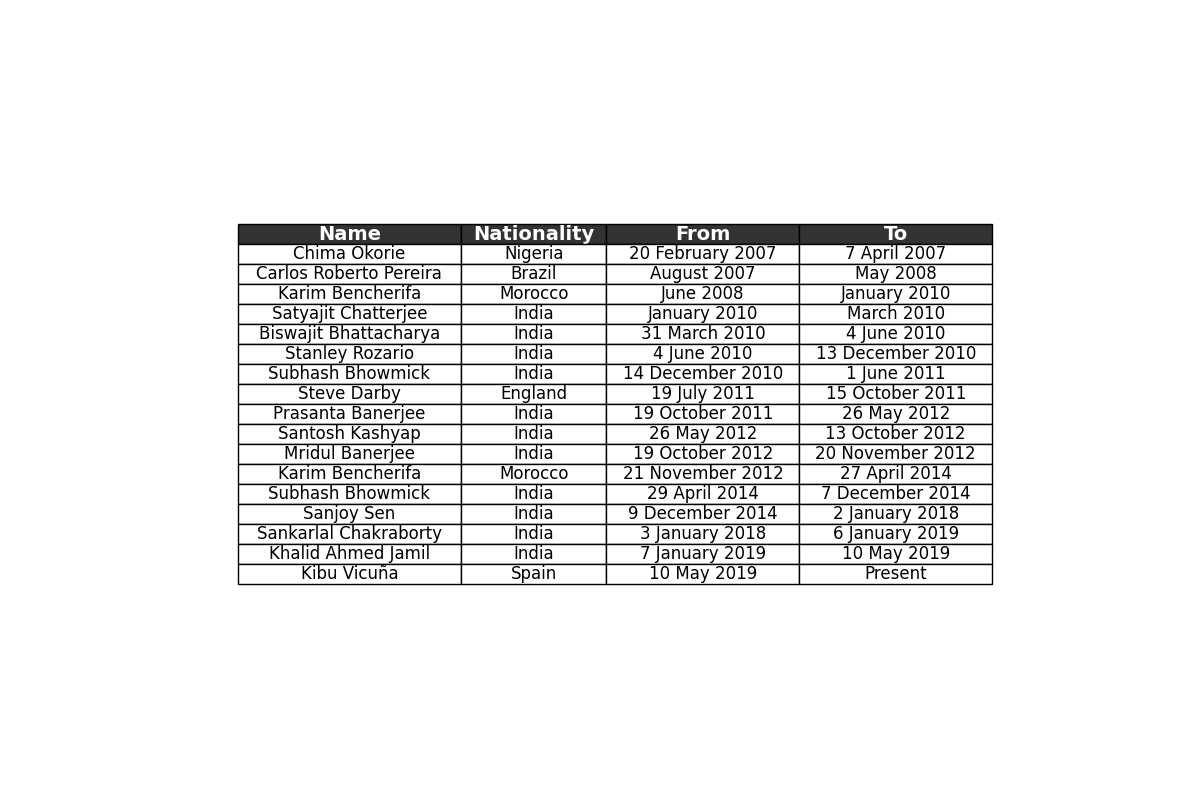 Name Nationality From To
Chima Okorie Nigeria 20 February 2007 7 April 2007
Carlos Roberto Pereira Brazil August 2007 May 2008
Karim Bencherifa Morocco June 2008 January 2010
Satyajit Chatterjee India January 2010 March 2010
Biswajit Bhattacharya India 31 March 2010 4 June 2010
Stanley Rozario India 4 June 2010 13 December 2010
Subhash Bhowmick India 14 December 2010 1 June 2011
Steve Darby England 19 July 2011 15 October 2011
Prasanta Banerjee India 19 October 2011 26 May 2012
Santosh Kashyap India 26 May 2012 13 October 2012
Mridul Banerjee India 19 October 2012 20 November 2012
Karim Bencherifa Morocco 21 November 2012 27 April 2014
Subhash Bhowmick India 29 April 2014 7 December 2014
Sanjoy Sen India 9 December 2014 2 January 2018
Sankarlal Chakraborty India 3 January 2018 6 January 2019
Khalid Ahmed Jamil India 7 January 2019 10 May 2019
Kibu Vicuña Spain 10 May 2019 Present